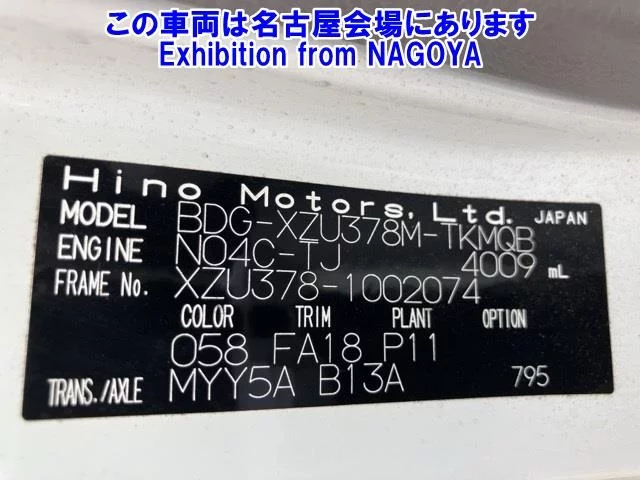 この車両は名古屋会場にあります
Exhibition from NAGOYA
Hino Motors, Ltd. JAPAN
MODEL BDG-XZU378M-TKMQB
ENGINE N04C-TJ 4009 mL
FRAME No. XZU378-1002074
COLOR TRIM PLANT OPTION
058 FA18 P11
TRANS./AXLE MYY5A B13A 795